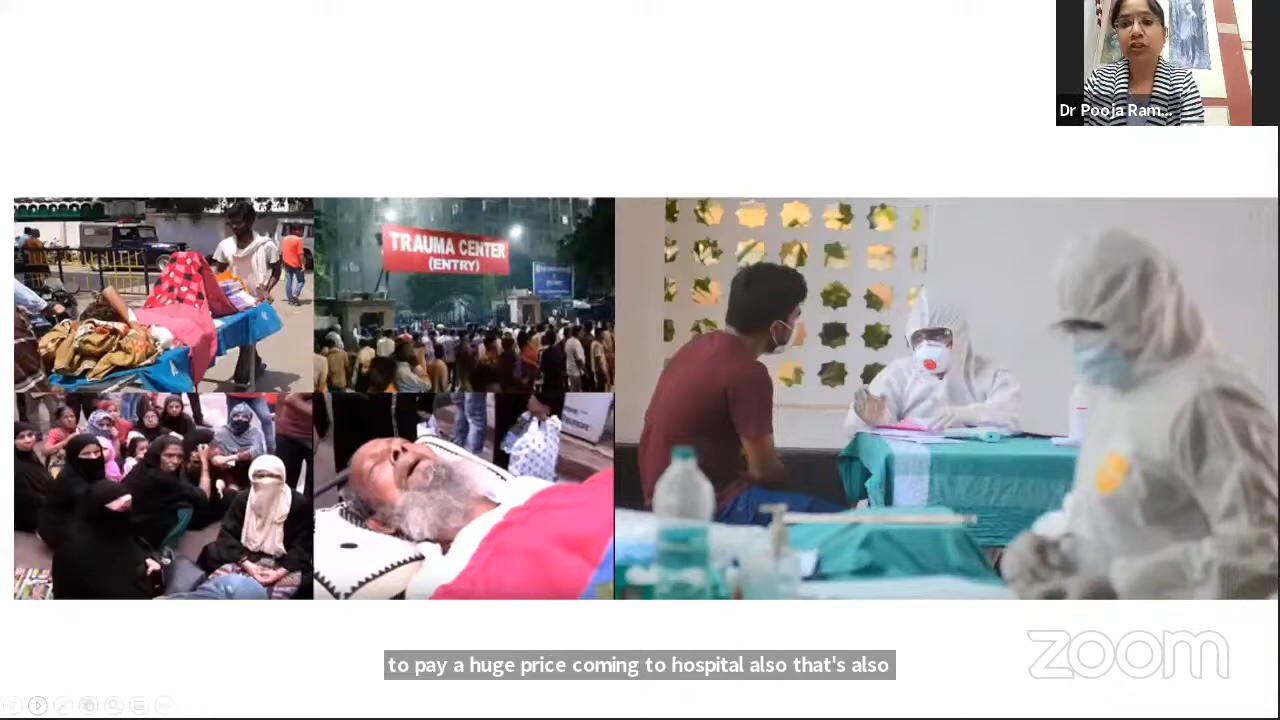 Dr Pooja Ram...
TRAUMA CENTER
(ENTRY)
to pay a huge price coming to hospital also that's also
zoom